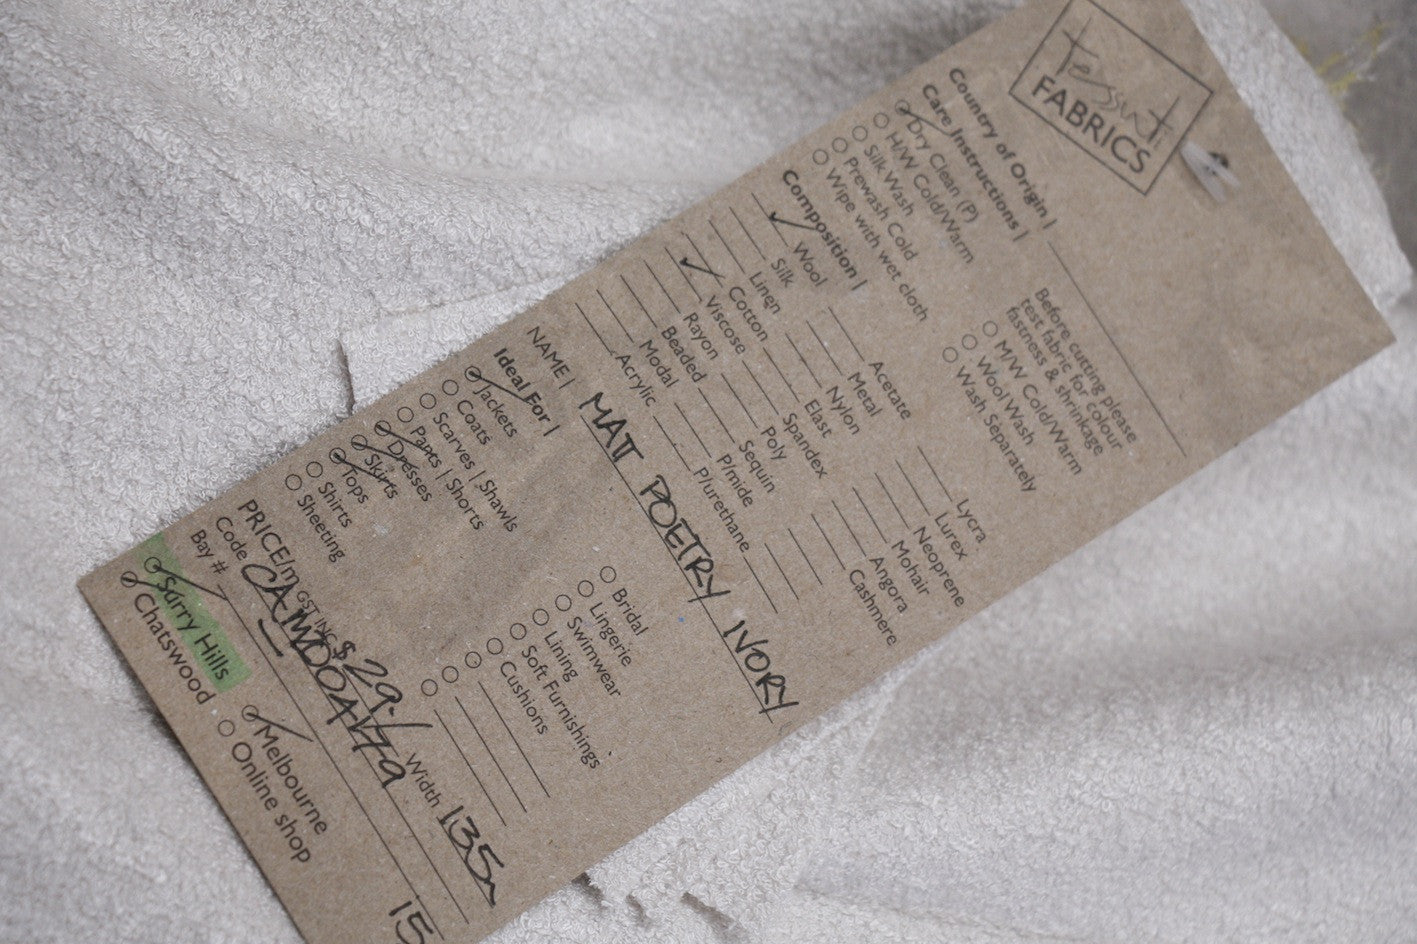 tessuti
FABRICS
Country of Origin |
Care Instructions |
Dry Clean (P)
H/W Cold/Warm
Silk Wash
Prewash Cold
Wipe with wet cloth
Before cutting please
test fabric for colour
fastness & shrinkage
M/W Cold/Warm
Wool Wash
Wash Separately
Composition |
Wool
Silk
Linen
Cotton
Viscose
Rayon
Beaded
Modal
Acrylic
Acetate
Metal
Nylon
Elast
Spandex
Poly
Sequin
P/mide
P/urethane
Lycra
Lurex
Neoprene
Mohair
Angora
Cashmere
NAME | MATT POETRY IVORY
Ideal For |
Jackets
Coats
Scarves | Shawls
Pants | Shorts
Dresses
Skirts
Tops
Shirts
Sheeting
Bridal
Lingerie
Swimwear
Lining
Soft Furnishings
Cushions
PRICE/m GST INC $ 29.- Width 135
Code
Bay # 15
Surry Hills
Chatswood
Melbourne
Online shop